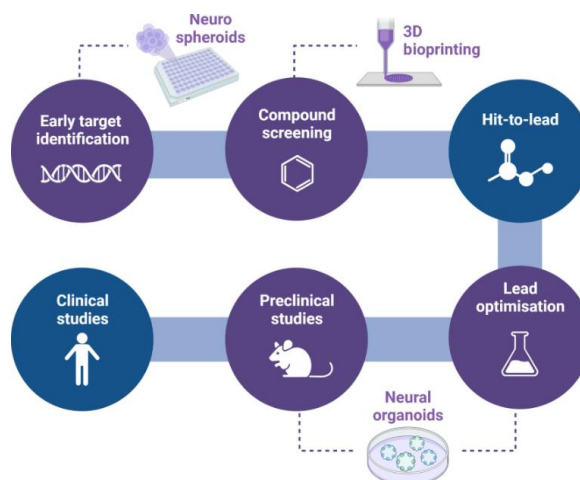 Neuro
spheroids
3D
bioprinting
Early target
identification
Compound
screening
Hit-to-lead
Clinical
studies
Preclinical
studies
Lead
optimisation
Neural
organoids